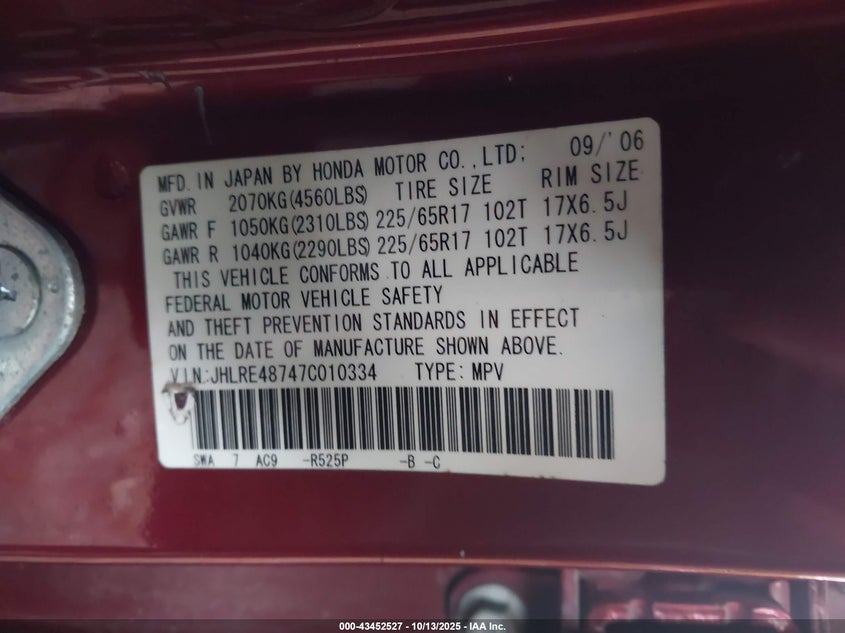 MFD. IN JAPAN BY HONDA MOTOR CO.,LTD; 09/'06
GVWR 2070KG(4560LBS) TIRE SIZE RIM SIZE
GAWR F 1050KG(2310LBS) 225/65R17 102T 17X6.5J
GAWR R 1040KG(2290LBS) 225/65R17 102T 17X6.5J
THIS VEHICLE CONFORMS TO ALL APPLICABLE
FEDERAL MOTOR VEHICLE SAFETY
AND THEFT PREVENTION STANDARDS IN EFFECT
ON THE DATE OF MANUFACTURE SHOWN ABOVE.
V.I.N.:JHLRE48747C010334 TYPE: MPV
SWA 7 AC9 -R525P -B -C
000-43452527 - 10/13/2025 - IAA Inc.